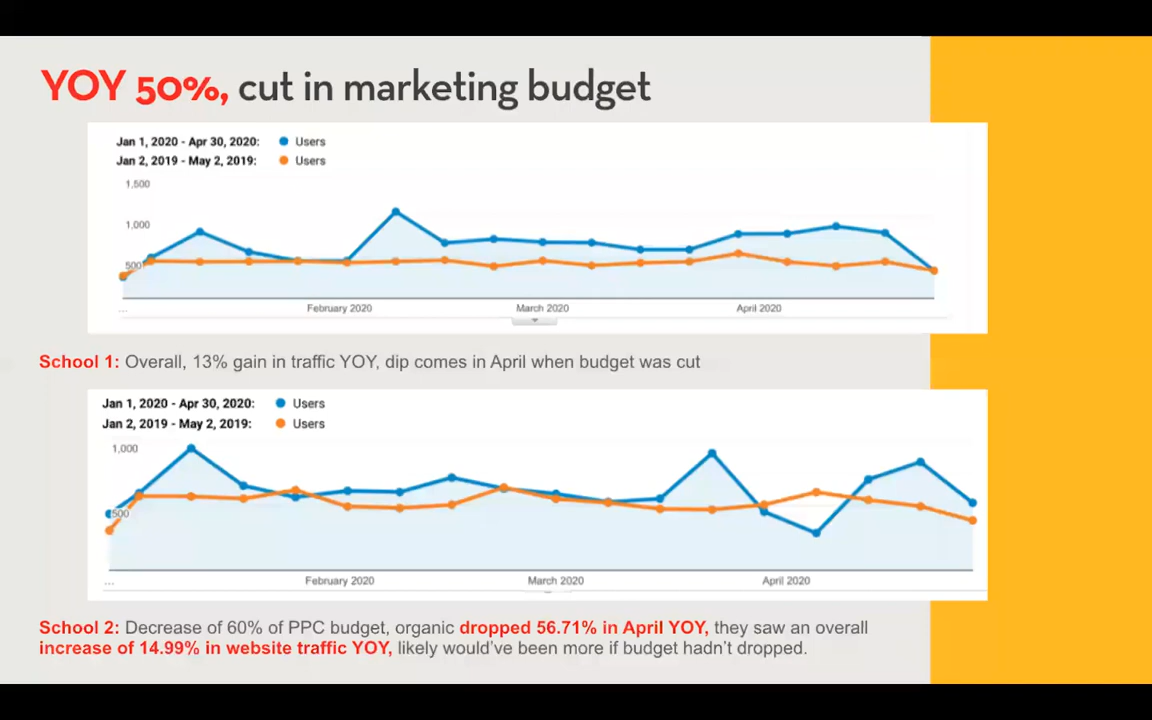 YOY 50%, cut in marketing budget
Jan 1, 2020 - Apr 30, 2020: Users
Jan 2, 2019 - May 2, 2019: Users
1,500
1,000
500
...
February 2020
March 2020
April 2020
School 1: Overall, 13% gain in traffic YOY, dip comes in April when budget was cut
Jan 1, 2020 - Apr 30, 2020: Users
Jan 2, 2019 - May 2, 2019: Users
1,000
500
...
February 2020
March 2020
April 2020
School 2: Decrease of 60% of PPC budget, organic dropped 56.71% in April YOY, they saw an overall
increase of 14.99% in website traffic YOY, likely would've been more if budget hadn't dropped.